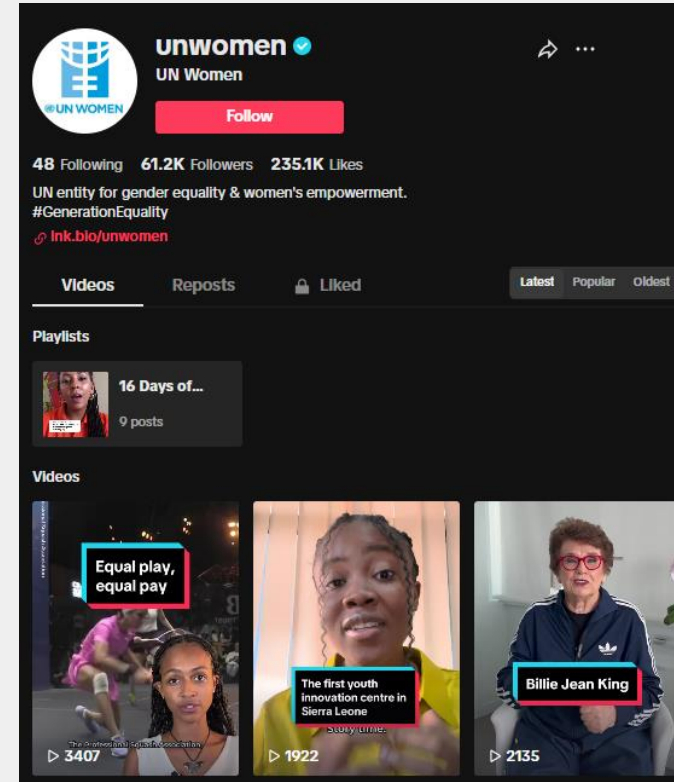 unwomen
UN Women
UN WOMEN
Follow
48 Following 61.2K Followers 235.1K Likes
UN entity for gender equality & women's empowerment.
#GenerationEquality
lnk.bio/unwomen
Videos Reposts Liked
Latest Popular Oldest
Playlists
16 Days of...
9 posts
Videos
Equal play,
equal pay
The Professional Squash Association
3407
The first youth
innovation centre in
Sierra Leone
Story time:
1922
Billie Jean King
2135